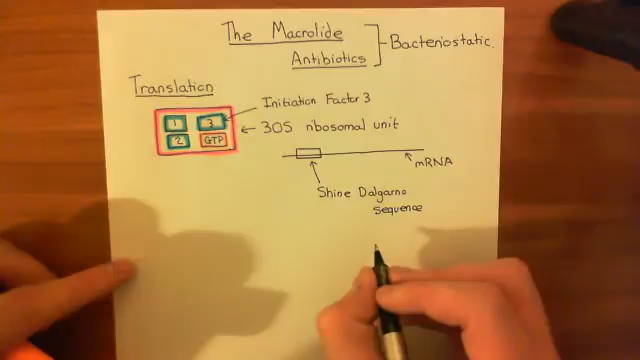 The Macrolide
Antibiotics
Bacteriostatic.
Translation
1
3
2
GTP
Initiation Factor 3
30S ribosomal unit
mRNA
Shine Dalgarno
sequence